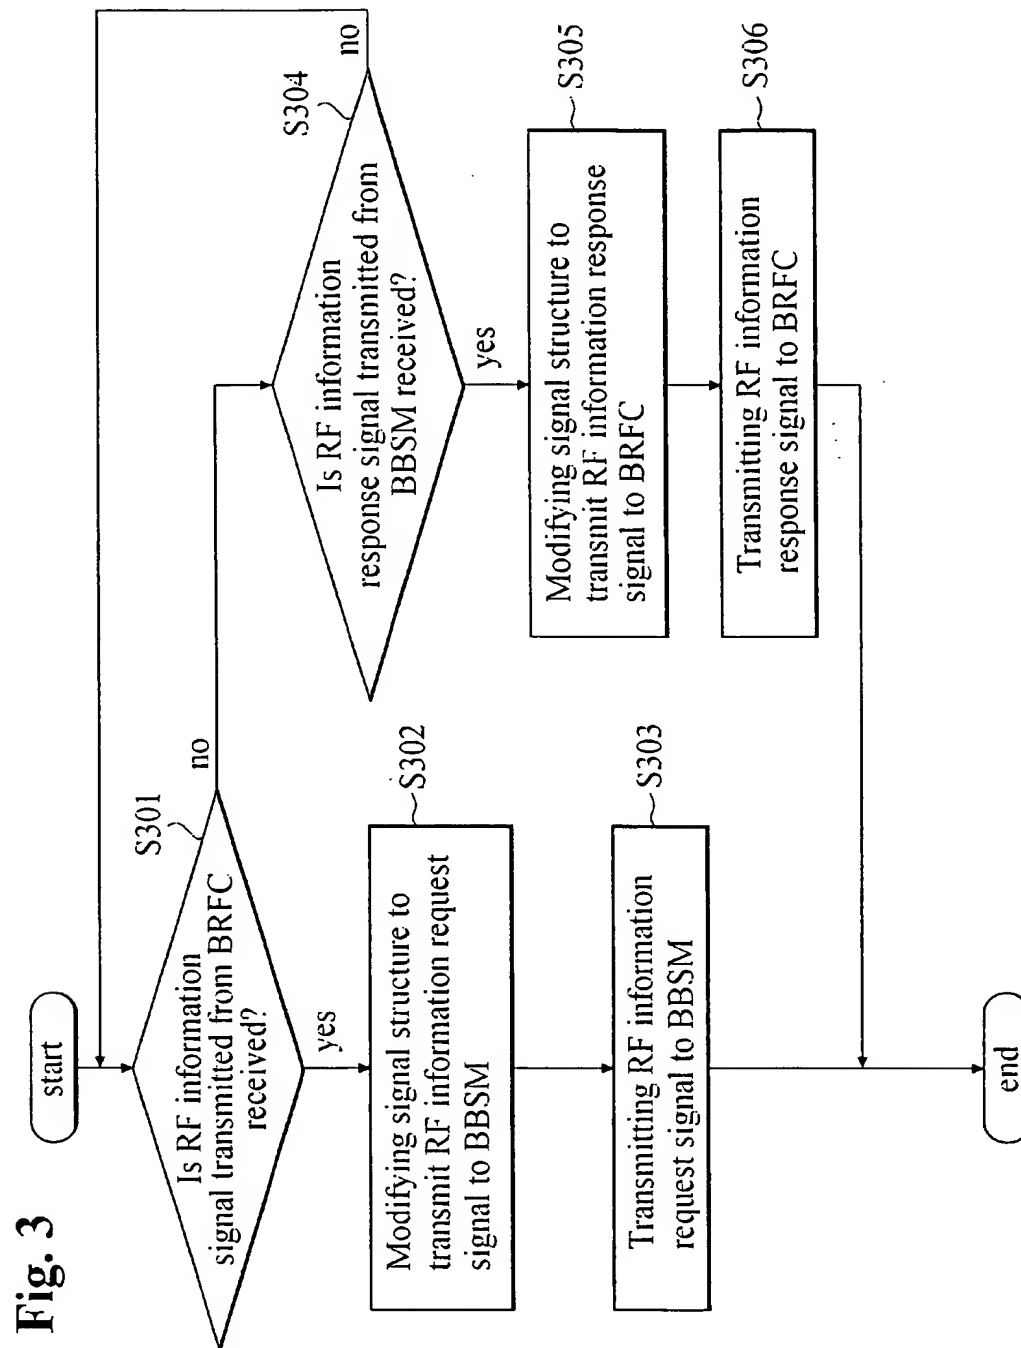 Fig. 3
start
Is RF information
signal transmitted from BRFC
received?
S301
no
yes
Modifying signal structure to
transmit RF information request
signal to BBSM
S302
Transmitting RF information
request signal to BBSM
S303
Is RF information
response signal transmitted from
BBSM received?
S304
no
yes
Modifying signal structure to
transmit RF information response
signal to BRFC
S305
Transmitting RF information
response signal to BRFC
S306
end